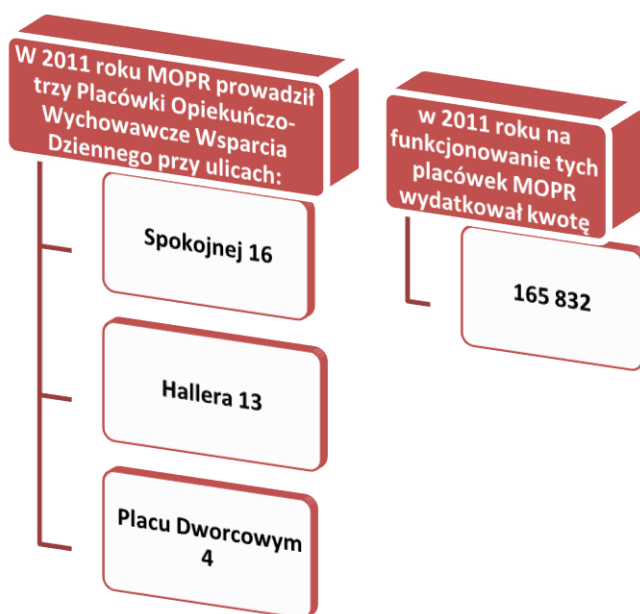 W 2011 roku MOPR prowadził
trzy Placówki Opiekuńczo-
Wychowawcze Wsparcia
Dziennego przy ulicach:
Spokojnej 16
Hallera 13
Placu Dworcowym
4
w 2011 roku na
funkcjonowanie tych
placówek MOPR
wydatkował kwotę
165 832